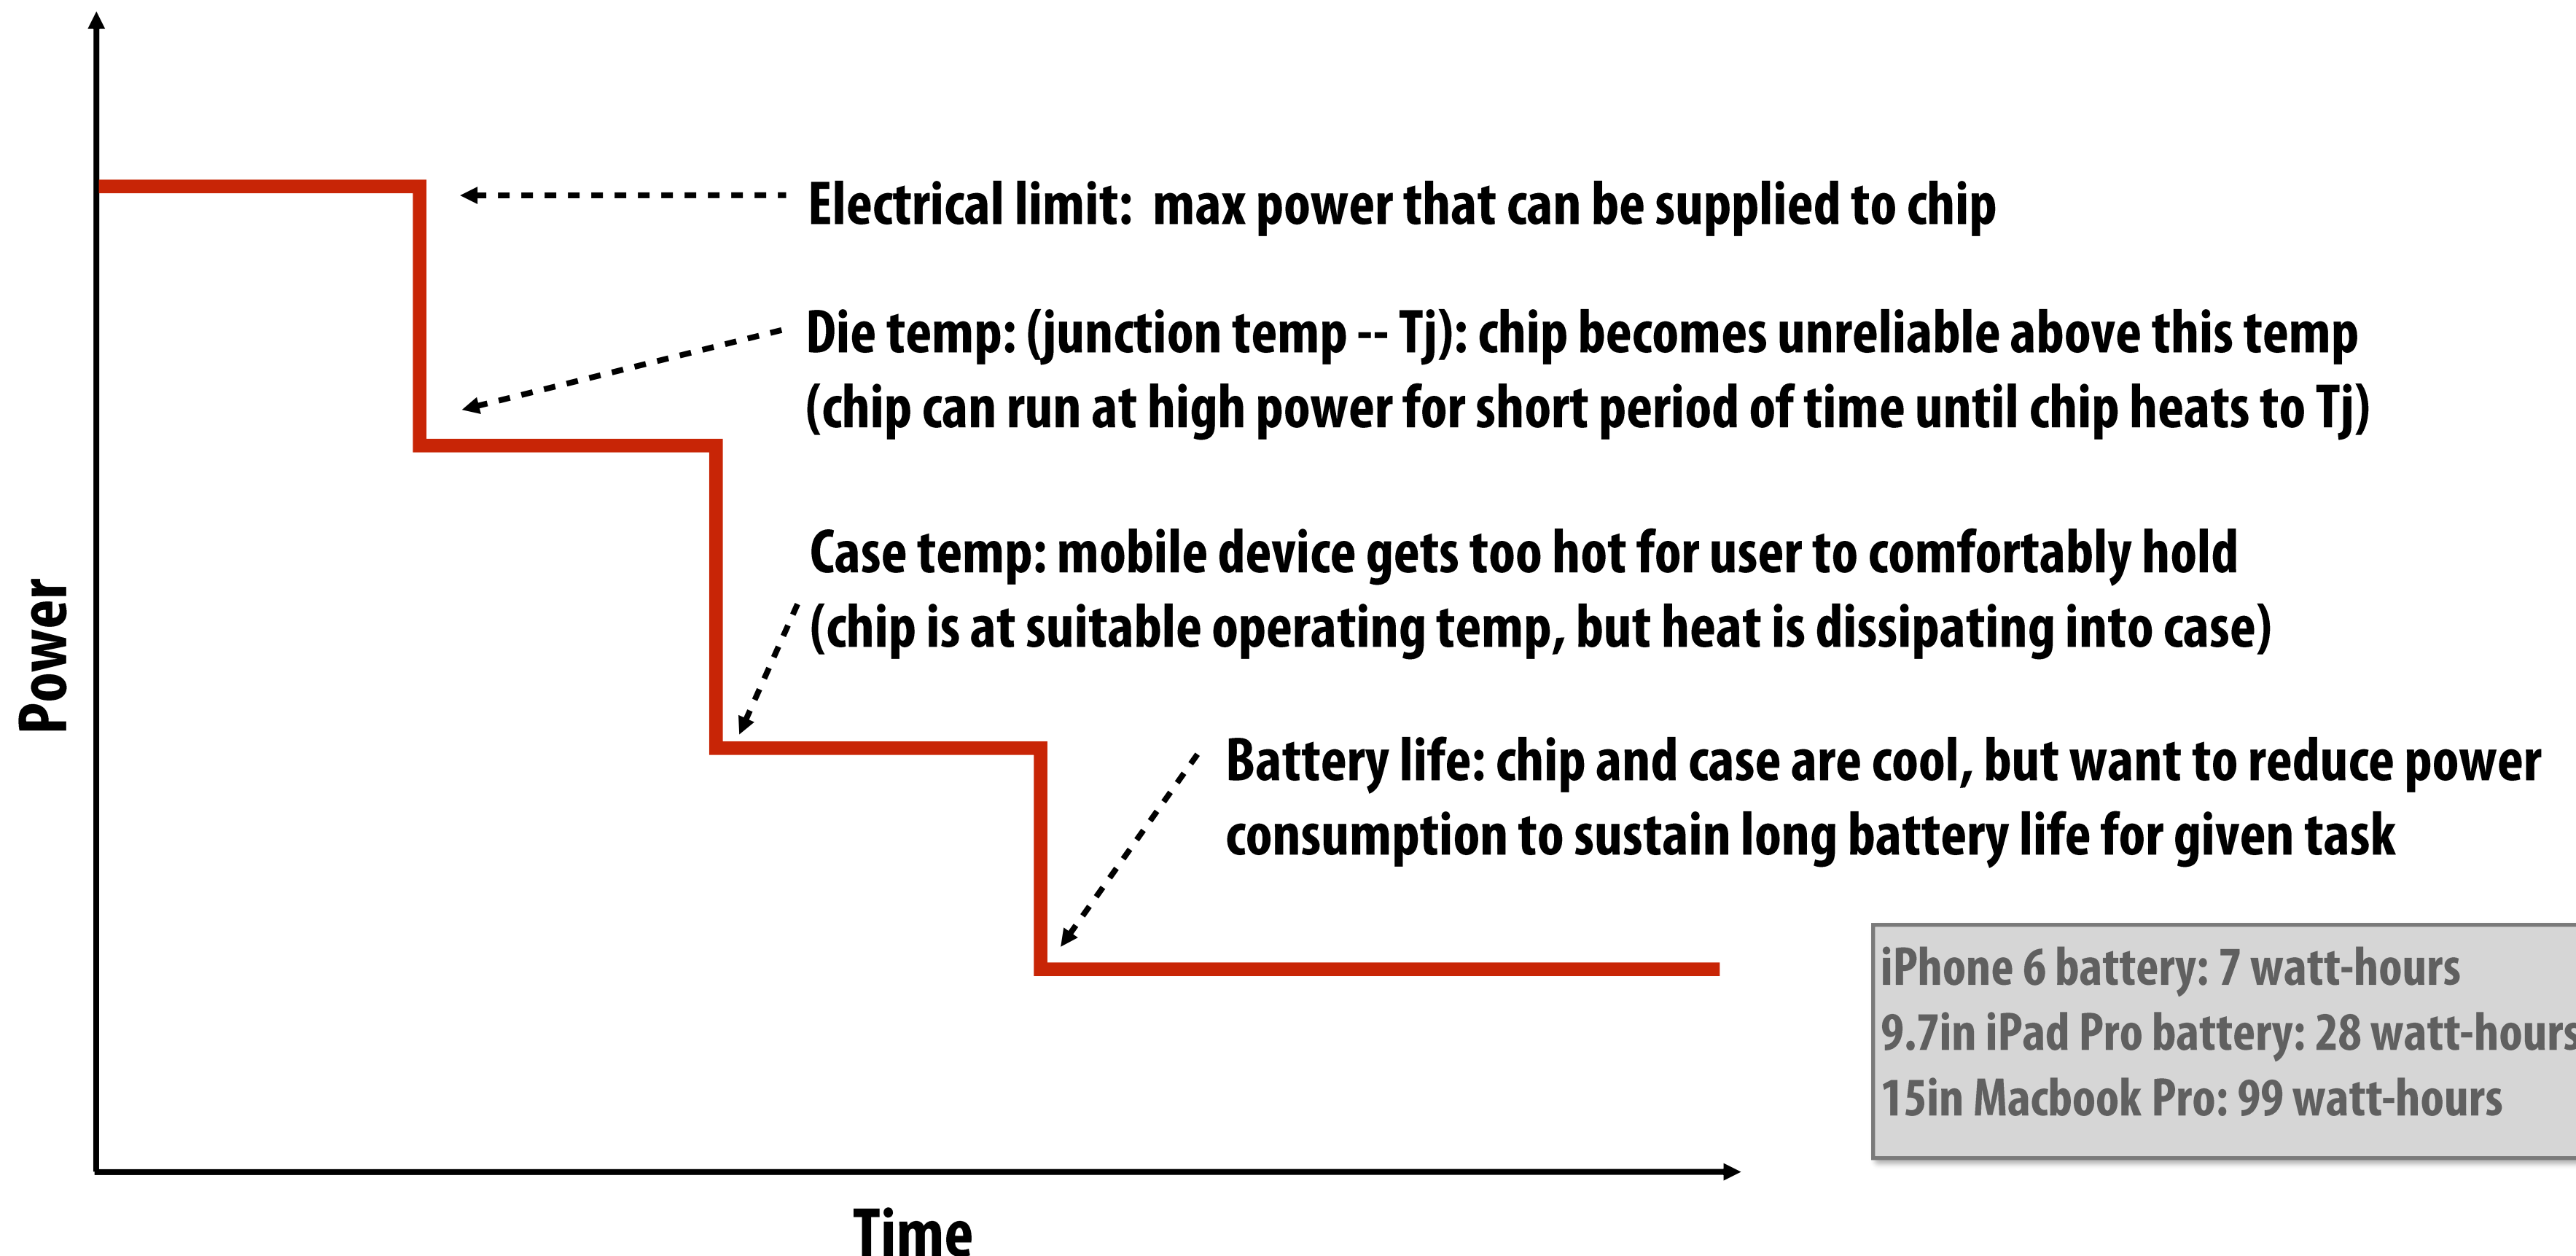 Electrical limit:  max power that can be supplied to chip
Die temp: (junction temp -- Tj): chip becomes unreliable above this temp
(chip can run at high power for short period of time until chip heats to Tj)
Case temp: mobile device gets too hot for user to comfortably hold
(chip is at suitable operating temp, but heat is dissipating into case)
Power
Battery life: chip and case are cool, but want to reduce power
consumption to sustain long battery life for given task
iPhone 6 battery: 7 watt-hours
9.7in iPad Pro battery: 28 watt-hours
15in Macbook Pro: 99 watt-hours
Time